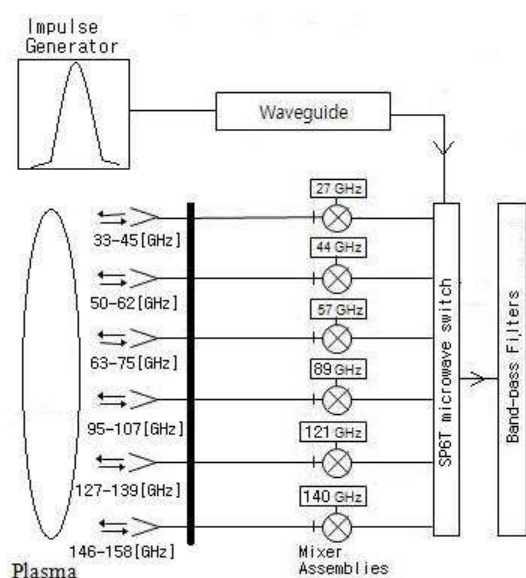 Impulse
Generator
Waveguide
27 GHz
33-45[GHz]
44 GHz
50-62[GHz]
57 GHz
63-75[GHz]
89 GHz
95-107[GHz]
121 GHz
127-139[GHz]
140 GHz
146-158[GHz]
Plasma
Mixer
Assemblies
SP6T microwave switch
Band-pass Filters